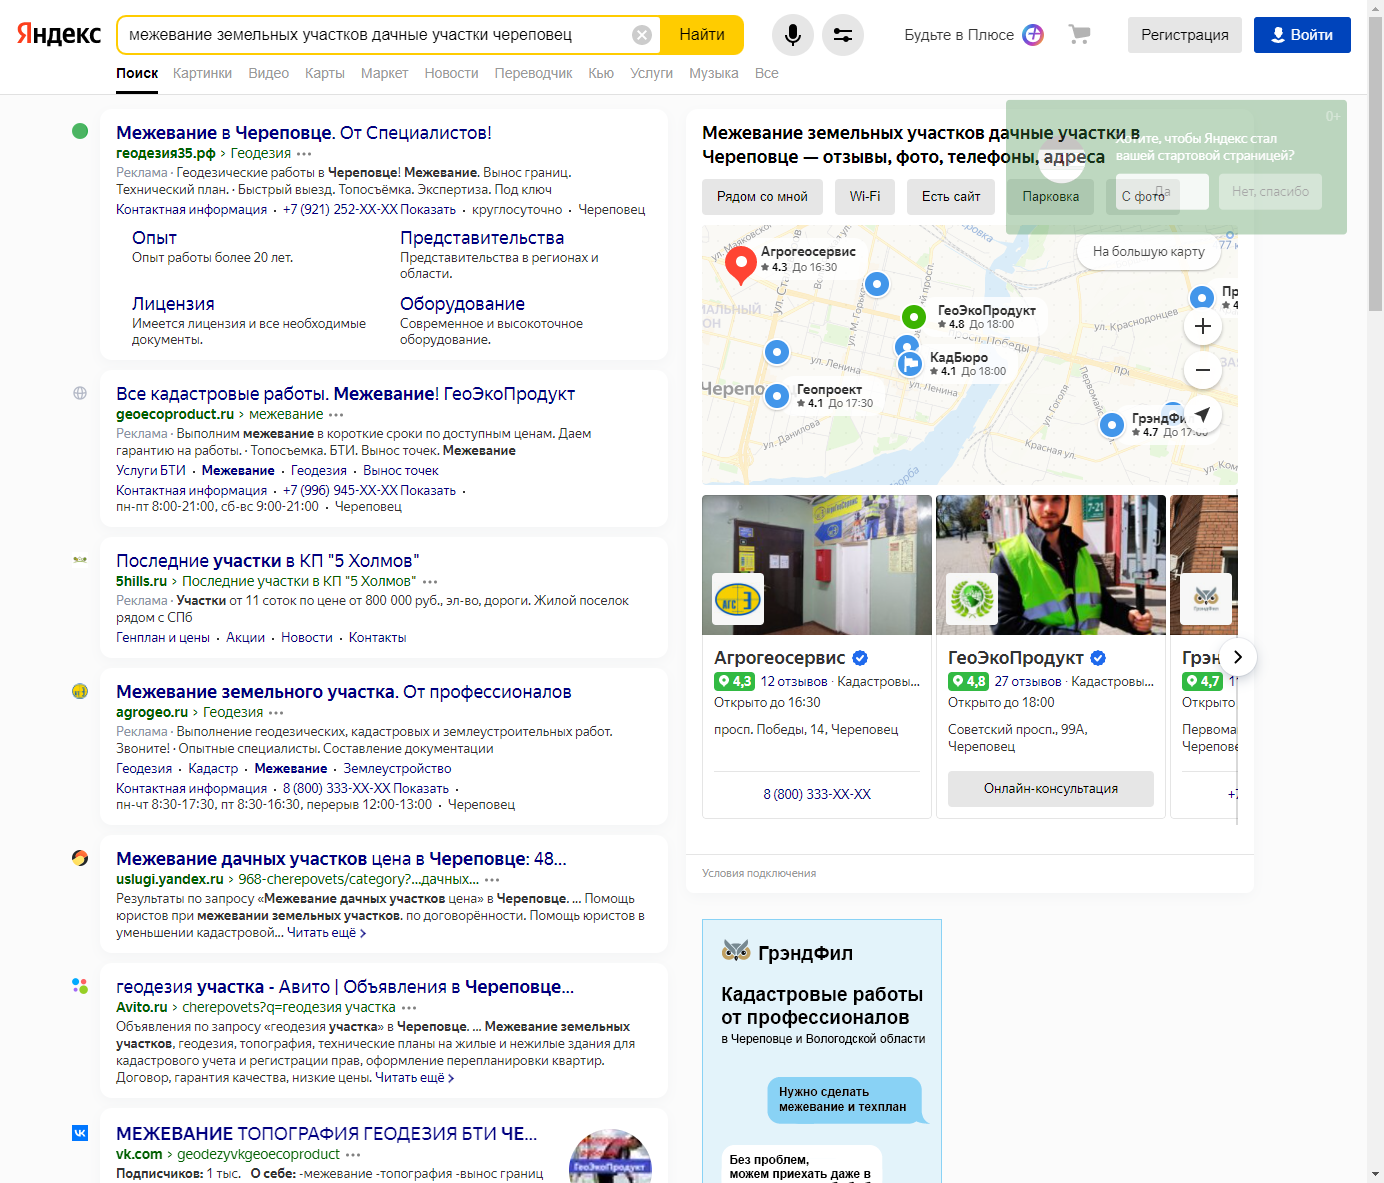 Яндекс
межевание земельных участков дачные участки череповец
Найти
Будьте в Плюсе
Регистрация
Войти
Поиск Картинки Видео Карты Маркет Новости Переводчик Кью Услуги Музыка Все
Межевание в Череповце. От Специалистов!
геодезия35.рф › Геодезия
Реклама · Геодезические работы в Череповце! Межевание. Вынос границ.
Технический план. · Быстрый выезд. Топосъёмка. Экспертиза. Под ключ
Контактная информация · +7 (921) 252-XX-XX Показать · круглосуточно · Череповец
Опыт
Опыт работы более 20 лет.
Представительства
Представительства в регионах и
области.
Лицензия
Имеется лицензия и все необходимые
документы.
Оборудование
Современное и высокоточное
оборудование.
Все кадастровые работы. Межевание! ГеоЭкоПродукт
geoecoproduct.ru › межевание
Реклама · Выполним межевание в короткие сроки по доступным ценам. Даем
гарантию на работы. · Топосъемка. БТИ. Вынос точек. Межевание
Услуги БТИ · Межевание · Геодезия · Вынос точек
Контактная информация · +7 (996) 945-XX-XX Показать ·
пн-пт 8:00-21:00, сб-вс 9:00-21:00 · Череповец
Последние участки в КП "5 Холмов"
5hills.ru › Последние участки в КП "5 Холмов"
Реклама · Участки от 11 соток по цене от 800 000 руб., эл-во, дороги. Жилой поселок
рядом с СПб
Генплан и цены · Акции · Новости · Контакты
Межевание земельного участка. От профессионалов
agrogeo.ru › Геодезия
Реклама · Выполнение геодезических, кадастровых и землеустроительных работ.
Звоните! · Опытные специалисты. Составление документации
Геодезия · Кадастр · Межевание · Землеустройство
Контактная информация · 8 (800) 333-XX-XX Показать ·
пн-чт 8:30-17:30, пт 8:30-16:30, перерыв 12:00-13:00 · Череповец
Межевание дачных участков цена в Череповце: 48...
uslugi.yandex.ru › 968-cherepovets/category?...дачных...
Результаты по запросу «Межевание дачных участков цена» в Череповце. ... Помощь
юристов при межевании земельных участков. по договорённости. Помощь юристов в
уменьшении кадастровой... Читать ещё ›
геодезия участка - Авито | Объявления в Череповце...
Avito.ru › cherepovets?q=геодезия участка
Объявления по запросу «геодезия участка» в Череповце. ... Межевание земельных
участков, геодезия, топография, технические планы на жилые и нежилые здания для
кадастрового учета и регистрации прав, оформление перепланировки квартир.
Договор, гарантия качества, низкие цены. Читать ещё ›
МЕЖЕВАНИЕ ТОПОГРАФИЯ ГЕОДЕЗИЯ БТИ ЧЕ...
vk.com › geodezyvkgeoecoproduct
Подписчиков: 1 тыс. О себе: -межевание -топография -вынос границ
ГеоЭкоПродукт
Межевание земельных участков дачные участки в
Череповце — отзывы, фото, телефоны, адреса
0+
Хотите, чтобы Яндекс стал
вашей стартовой страницей?
Да
Нет, спасибо
Рядом со мной
Wi-Fi
Есть сайт
Парковка
С фото
На большую карту
Агрогеосервис
4.3 До 16:30
ГеоЭкоПродукт
4.8 До 18:00
КадБюро
4.1 До 18:00
Геопроект
4.1 До 17:30
ГрэндФи
4.7 До 17:00
ул. М. Горького
ул. Краснодонцев
просп. Победы
ул. Ленина
ул. Ленина
ул. Гоголя
ул. Данилова
Красная ул.
Агрогеосервис
4,3 12 отзывов · Кадастровы...
Открыто до 16:30
просп. Победы, 14, Череповец
8 (800) 333-XX-XX
ГеоЭкоПродукт
4,8 27 отзывов · Кадастровы...
Открыто до 18:00
Советский просп., 99А,
Череповец
Онлайн-консультация
Грэн
4,7
Открыто
Первома
Черепове
+7
Условия подключения
ГрэндФил
Кадастровые работы
от профессионалов
в Череповце и Вологодской области
Нужно сделать
межевание и техплан
Без проблем,
можем приехать даже в